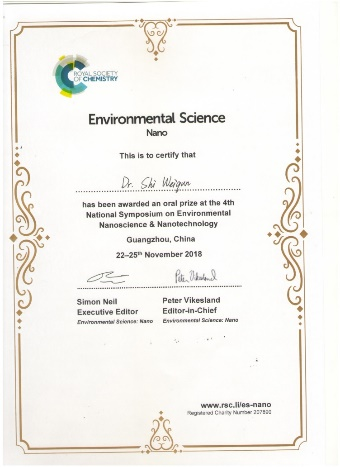 ROYAL SOCIETY
OF CHEMISTRY
Environmental Science
Nano
This is to certify that
Dr. Shi Weiqun
has been awarded an oral prize at the 4th
National Symposium on Environmental
Nanoscience & Nanotechnology
Guangzhou, China
22–25th November 2018
Peter Vikesland
Simon Neil
Executive Editor
Environmental Science: Nano
Peter Vikesland
Editor-in-Chief
Environmental Science: Nano
www.rsc.li/es-nano
Registered Charity Number 207890